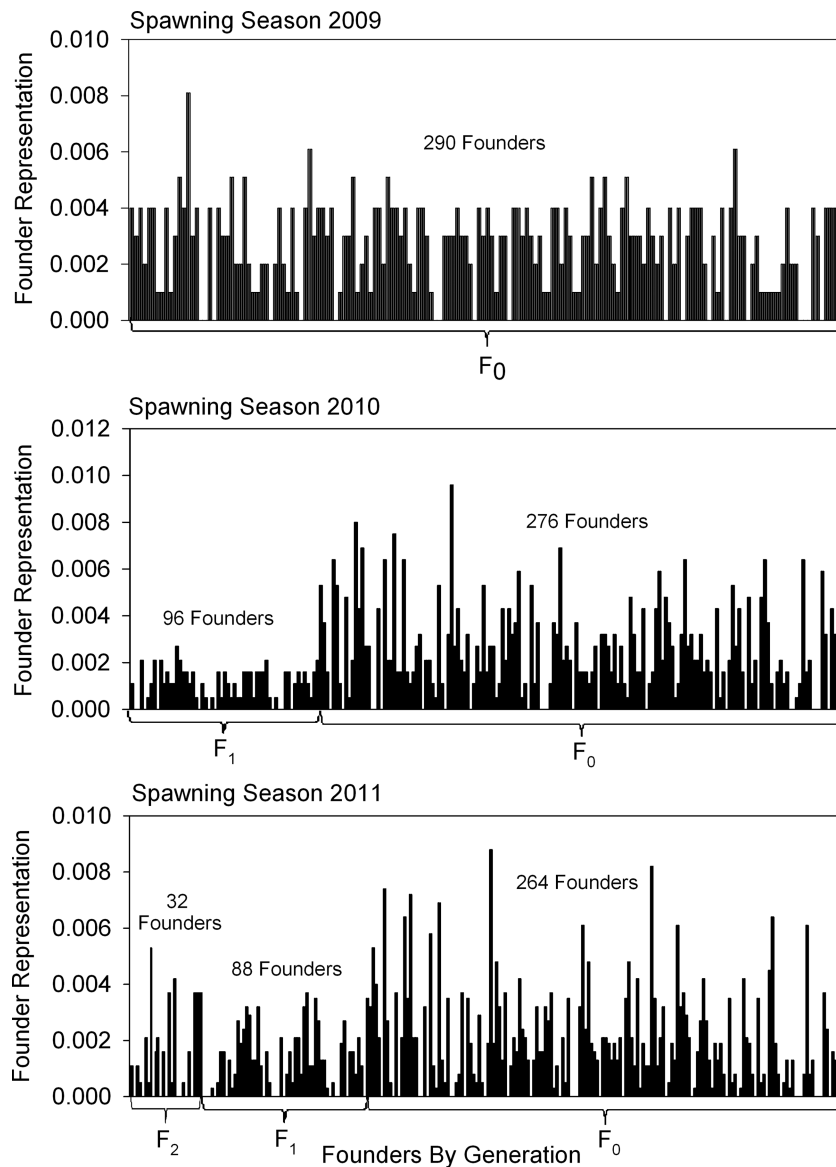 Spawning Season 2009
Founder Representation
0.010
0.008
0.006
0.004
0.002
0.000
290 Founders
F0
Spawning Season 2010
Founder Representation
0.012
0.010
0.008
0.006
0.004
0.002
0.000
96 Founders
276 Founders
F1
F0
Spawning Season 2011
Founder Representation
0.010
0.008
0.006
0.004
0.002
0.000
32
Founders
88 Founders
264 Founders
F2
F1
F0
Founders By Generation